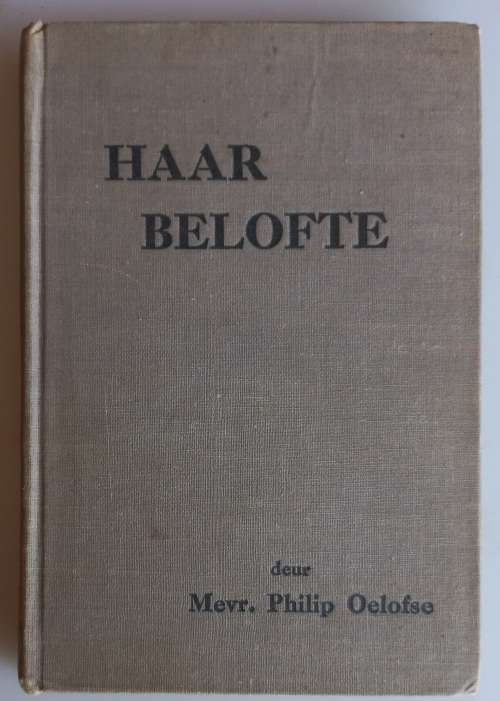 HAAR
BELOFTE
deur
Mevr. Philip Oelofse